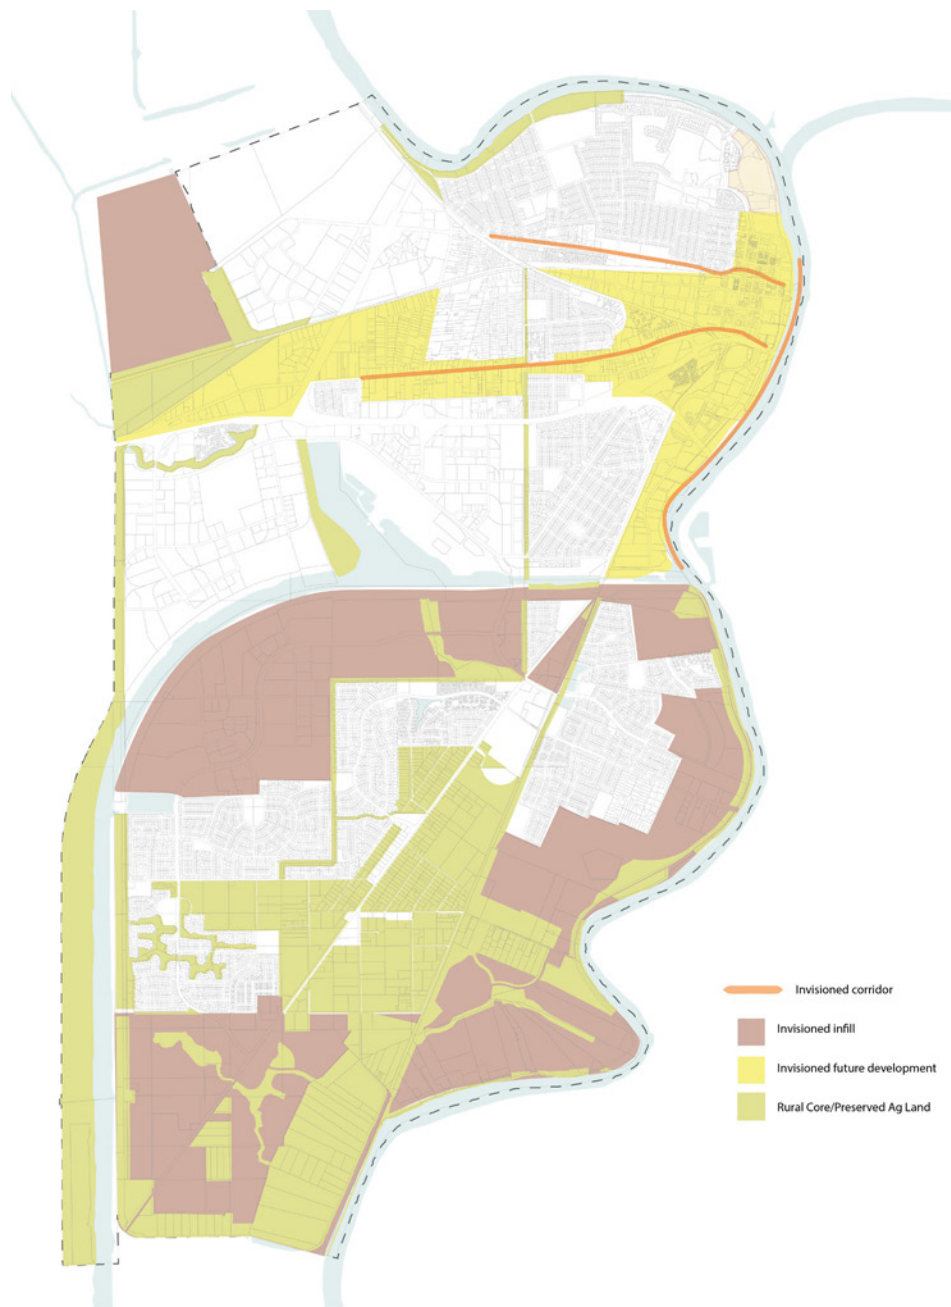 Invisioned corridor
Invisioned infill
Invisioned future development
Rural Core/Preserved Ag Land